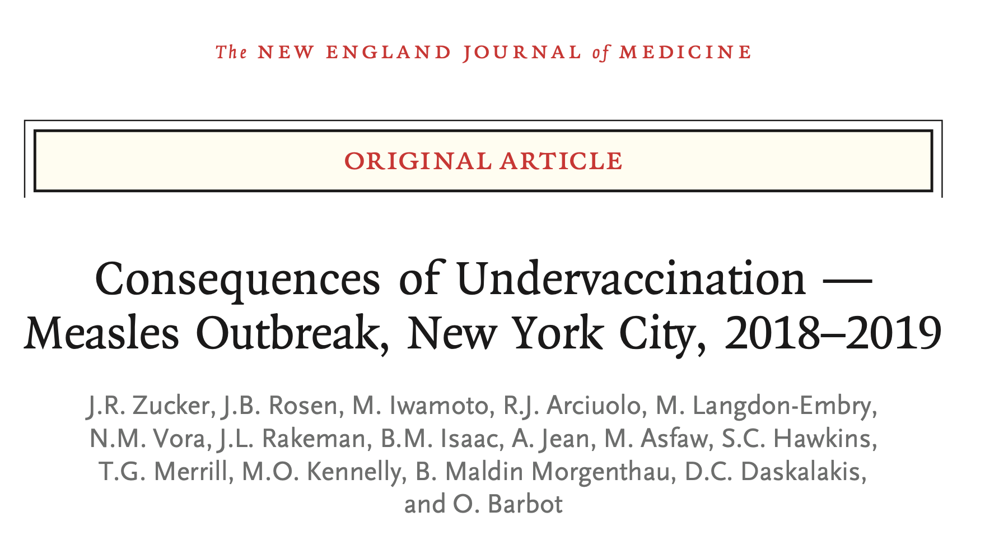 The NEW ENGLAND JOURNAL of MEDICINE
ORIGINAL ARTICLE
Consequences of Undervaccination —
Measles Outbreak, New York City, 2018–2019
J.R. Zucker, J.B. Rosen, M. Iwamoto, R.J. Arciuolo, M. Langdon-Embry,
N.M. Vora, J.L. Rakeman, B.M. Isaac, A. Jean, M. Asfaw, S.C. Hawkins,
T.G. Merrill, M.O. Kennelly, B. Maldin Morgenthau, D.C. Daskalakis,
and O. Barbot